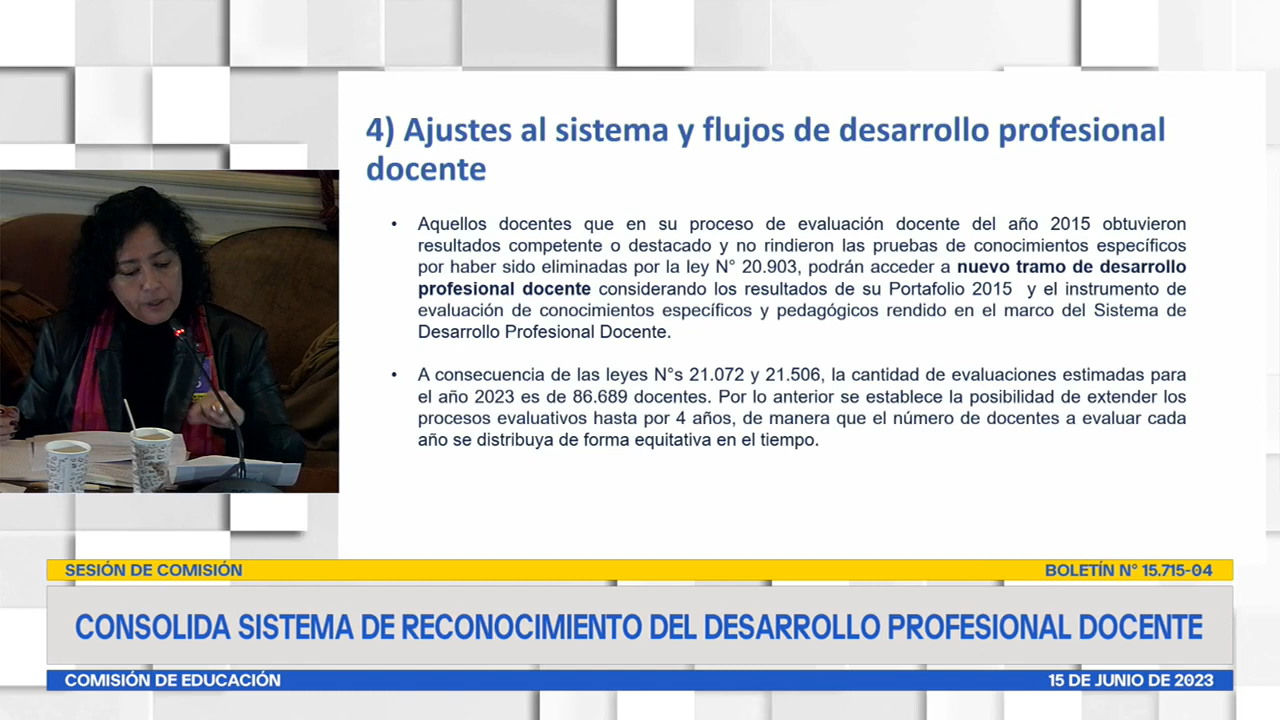 4) Ajustes al sistema y flujos de desarrollo profesional
docente
• Aquellos docentes que en su proceso de evaluación docente del año 2015 obtuvieron
resultados competente o destacado y no rindieron las pruebas de conocimientos específicos
por haber sido eliminadas por la ley N° 20.903, podrán acceder a nuevo tramo de desarrollo
profesional docente considerando los resultados de su Portafolio 2015 y el instrumento de
evaluación de conocimientos específicos y pedagógicos rendido en el marco del Sistema de
Desarrollo Profesional Docente.
• A consecuencia de las leyes N°s 21.072 y 21.506, la cantidad de evaluaciones estimadas para
el año 2023 es de 86.689 docentes. Por lo anterior se establece la posibilidad de extender los
procesos evaluativos hasta por 4 años, de manera que el número de docentes a evaluar cada
año se distribuya de forma equitativa en el tiempo.
SESIÓN DE COMISIÓN
BOLETÍN N° 15.715-04
CONSOLIDA SISTEMA DE RECONOCIMIENTO DEL DESARROLLO PROFESIONAL DOCENTE
COMISIÓN DE EDUCACIÓN
15 DE JUNIO DE 2023